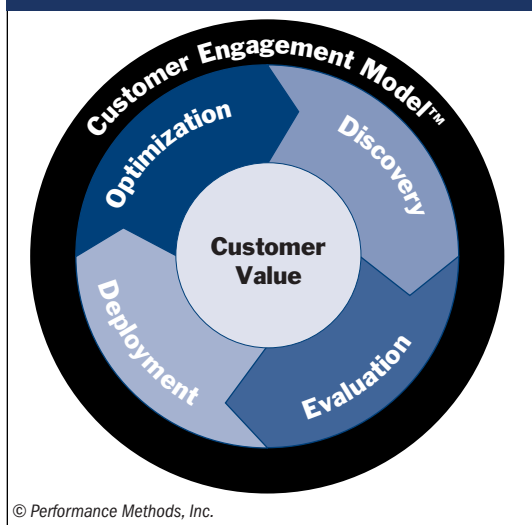 Customer Engagement Model™
Optimization
Discovery
Customer
Value
Deployment
Evaluation
© Performance Methods, Inc.